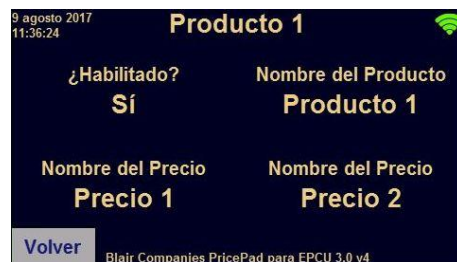 9 agosto 2017
11:36:24
Producto 1
¿Habilitado?
Sí
Nombre del Producto
Producto 1
Nombre del Precio
Precio 1
Nombre del Precio
Precio 2
Volver
Blair Companies PricePad para EPCU 3.0 v4